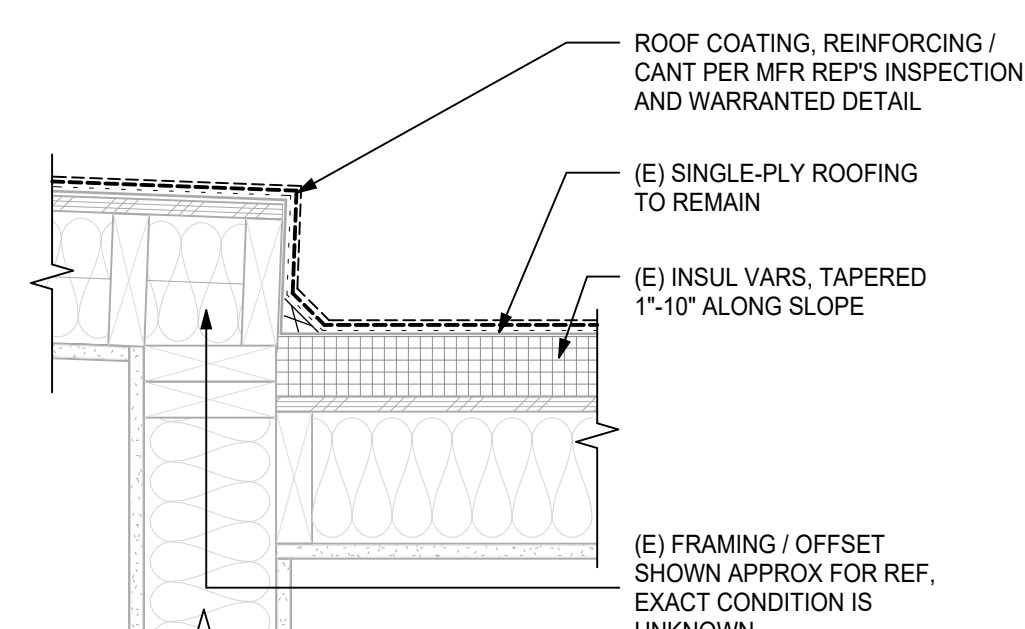 ROOF COATING, REINFORCING /
CANT PER MFR REP'S INSPECTION
AND WARRANTED DETAIL
(E) SINGLE-PLY ROOFING
TO REMAIN
(E) INSUL VARS, TAPERED
1"-10" ALONG SLOPE
(E) FRAMING / OFFSET
SHOWN APPROX FOR REF,
EXACT CONDITION IS
UNKNOWN